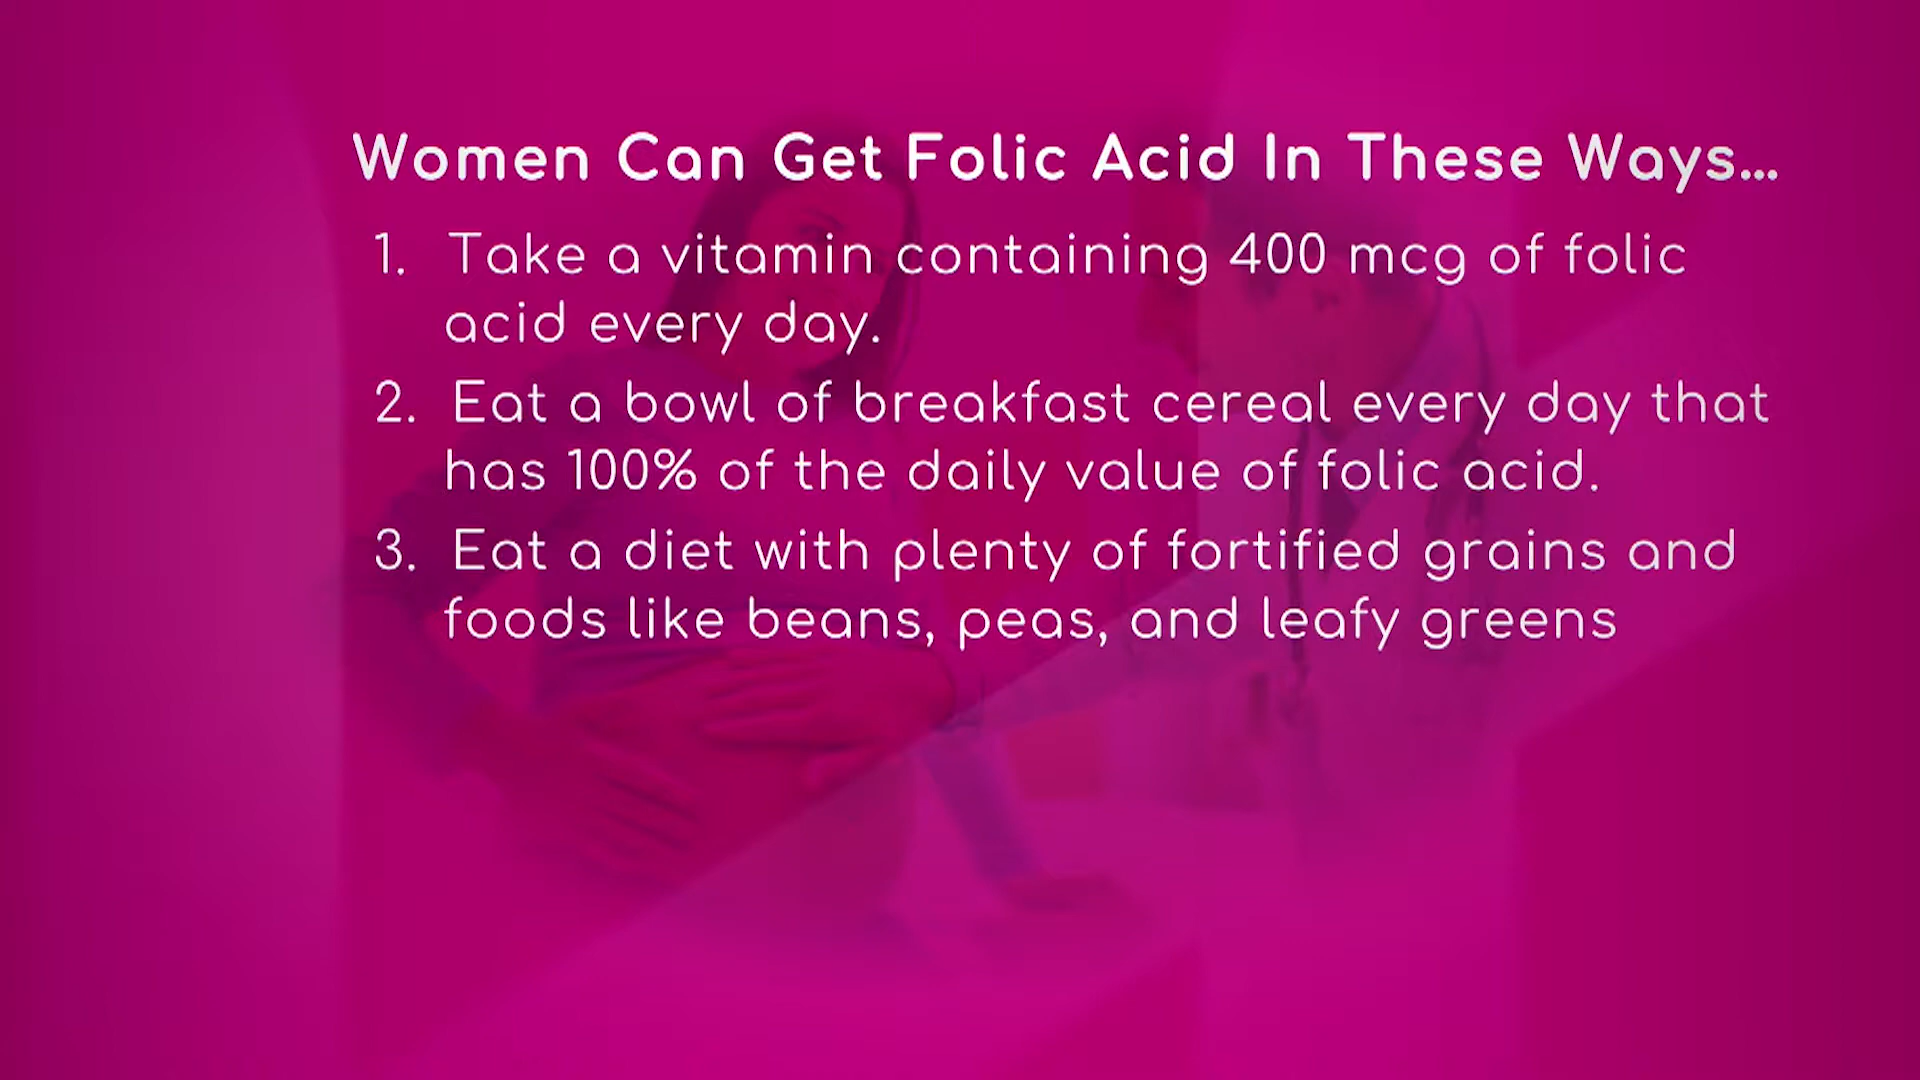 Women Can Get Folic Acid In These Ways...
1. Take a vitamin containing 400 mcg of folic
acid every day.
2. Eat a bowl of breakfast cereal every day that
has 100% of the daily value of folic acid.
3. Eat a diet with plenty of fortified grains and
foods like beans, peas, and leafy greens